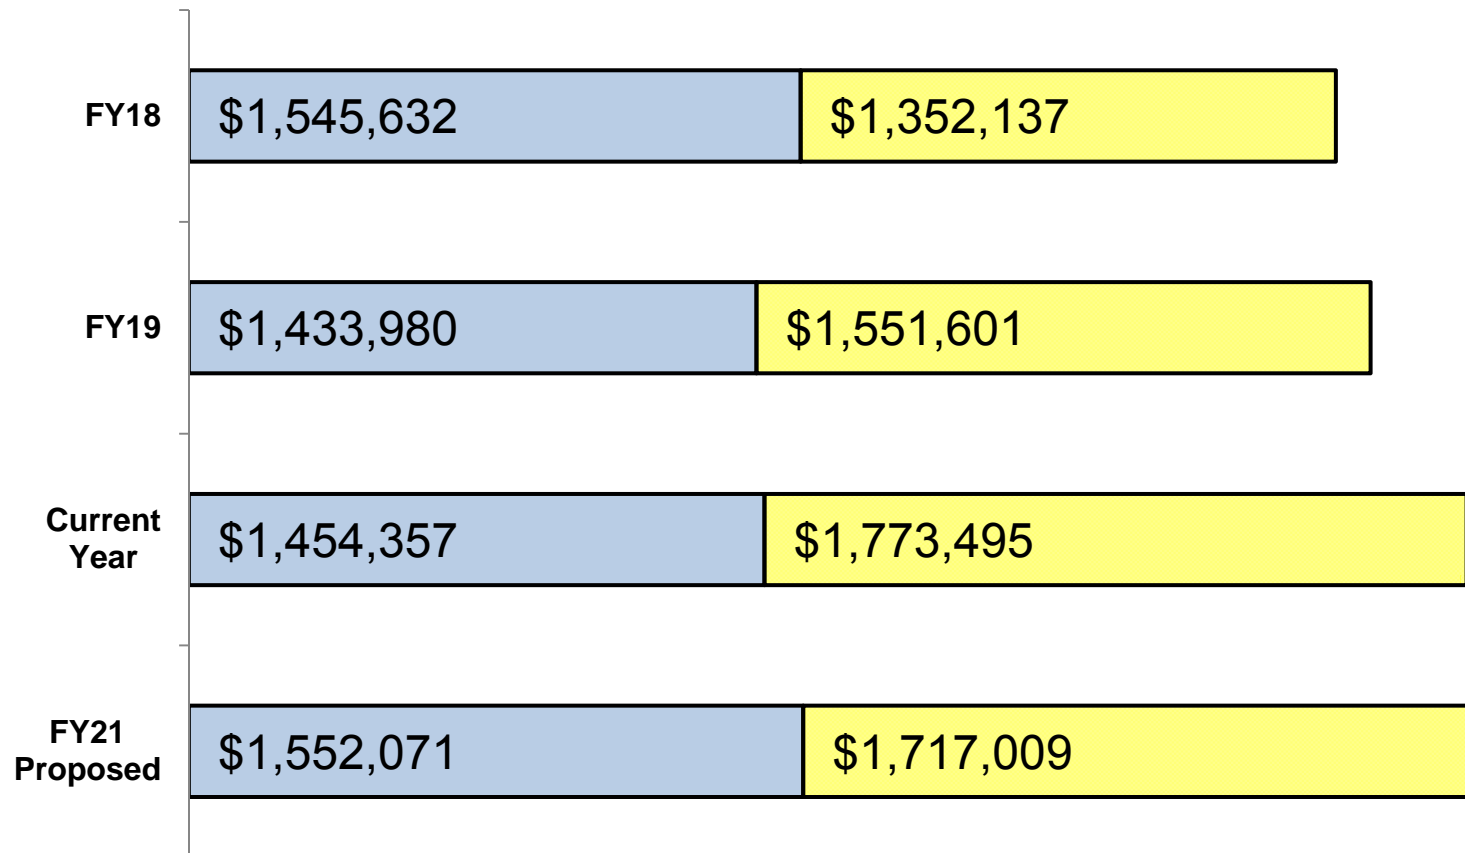 FY18
$1,545,632
$1,352,137
FY19
$1,433,980
$1,551,601
Current
Year
$1,454,357
$1,773,495
FY21
Proposed
$1,552,071
$1,717,009